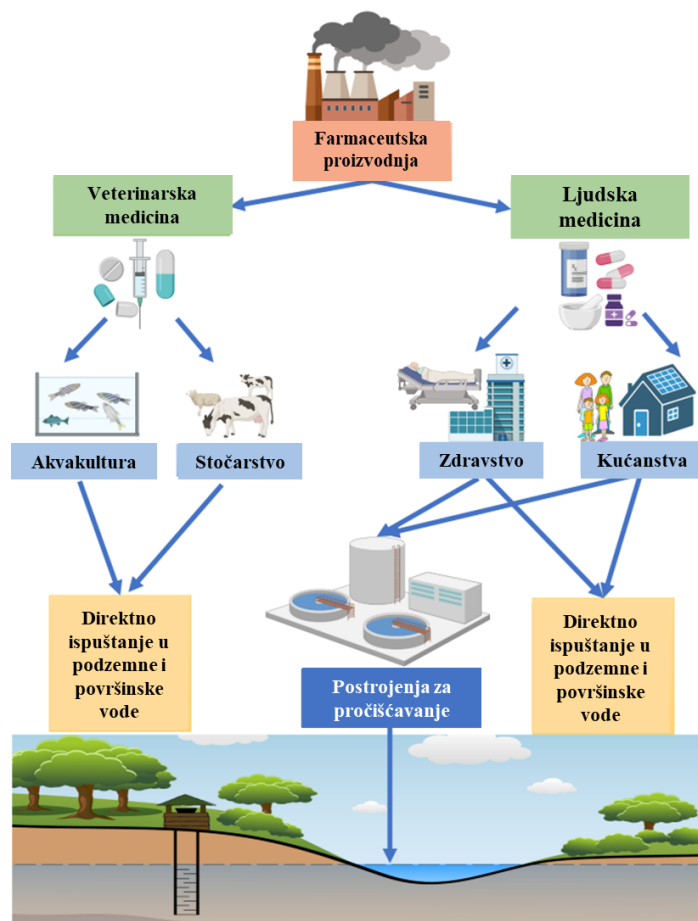 Farmaceutska
proizvodnja
Veterinarska
medicina
Ljudska
medicina
Akvakultura
Stočarstvo
Zdravstvo
Kućanstva
Direktno
ispuštanje u
podzemne i
površinske
vode
Postrojenja za
pročišćavanje
Direktno
ispuštanje u
podzemne i
površinske
vode